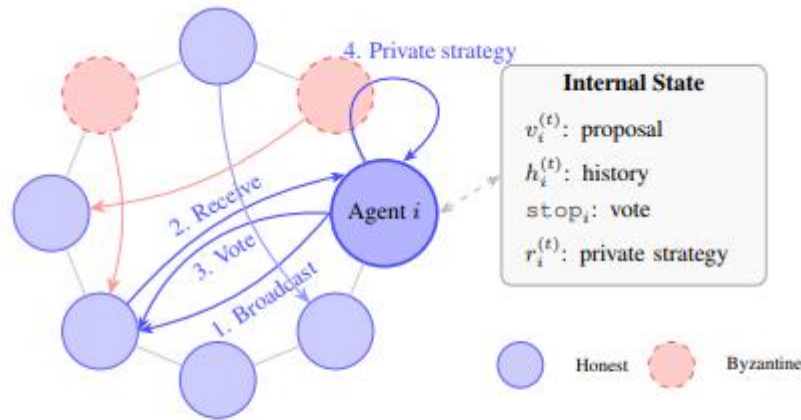 4. Private strategy
2. Receive
3. Vote
1. Broadcast
Agent i
Internal State
v_i^{(t)}: proposal
h_i^{(t)}: history
stop_i: vote
r_i^{(t)}: private strategy
Honest
Byzantine